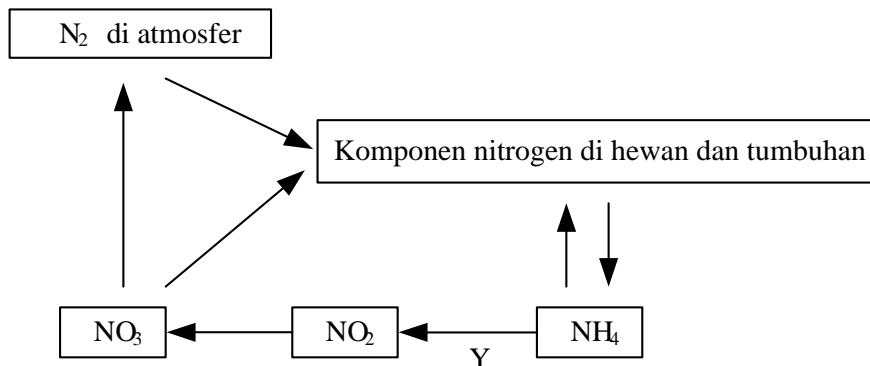 N₂ di atmosfer
Komponen nitrogen di hewan dan tumbuhan
NO₃
NO₂
NH₄
Y